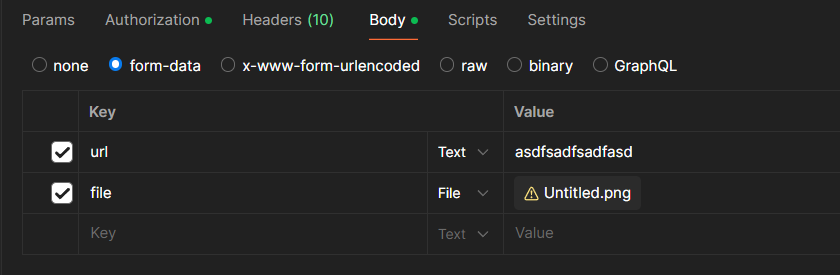 Params Authorization Headers (10) Body Scripts Settings
none form-data x-www-form-urlencoded raw binary GraphQL
Key Value
url Text asdfsadfsadfasd
file File Untitled.png
Key Text Value